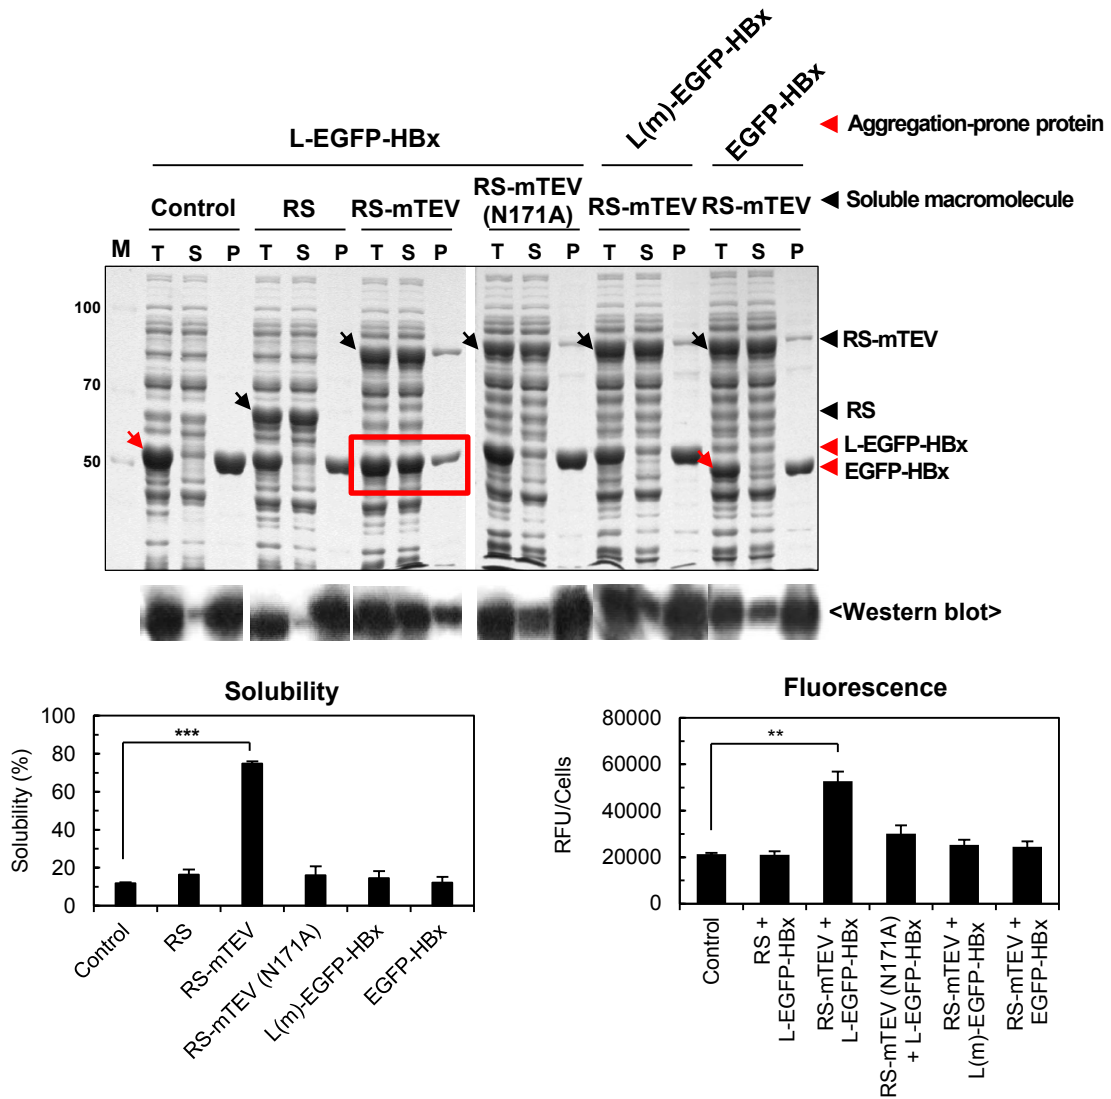 L(m)-EGFP-HBx
EGFP-HBx
Aggregation-prone protein
L-EGFP-HBx
Soluble macromolecule
Control
RS
RS-mTEV
RS-mTEV
(N171A)
RS-mTEV
RS-mTEV
M T S P T S P T S P T S P T S P T S P
100
70
50
RS-mTEV
RS
L-EGFP-HBx
EGFP-HBx
<Western blot>
Solubility
Solubility (%)
100
80
60
40
20
0
***
Control
RS
RS-mTEV
RS-mTEV (N171A)
L(m)-EGFP-HBx
EGFP-HBx
Fluorescence
RFU/Cells
80000
60000
40000
20000
0
**
Control
RS +
L-EGFP-HBx
RS-mTEV +
L-EGFP-HBx
RS-mTEV (N171A)
+ L-EGFP-HBx
RS-mTEV +
L(m)-EGFP-HBx
RS-mTEV +
EGFP-HBx